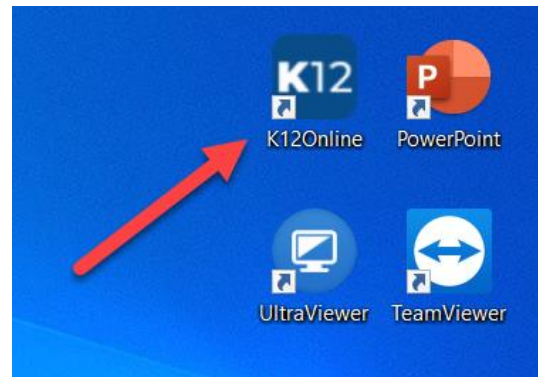 K12
P
K12Online PowerPoint
UltraViewer TeamViewer